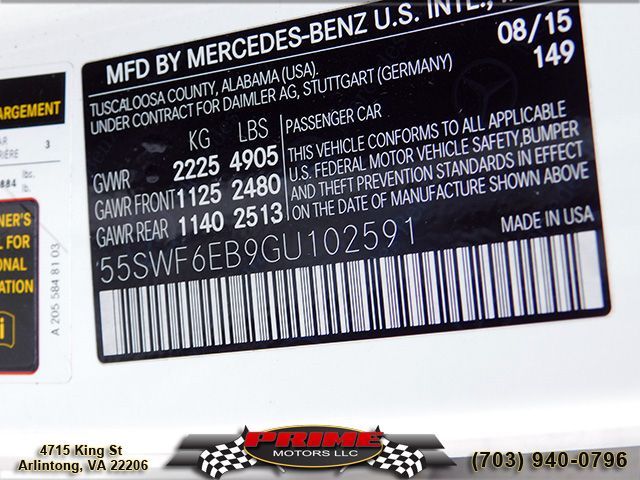 MFD BY MERCEDES-BENZ U.S. INTL.,
TUSCALOOSA COUNTY, ALABAMA (USA).
UNDER CONTRACT FOR DAIMLER AG, STUTTGART (GERMANY)
08/15
149
KG LBS
GVWR 2225 4905
GAWR FRONT 1125 2480
GAWR REAR 1140 2513
PASSENGER CAR
THIS VEHICLE CONFORMS TO ALL APPLICABLE
U.S. FEDERAL MOTOR VEHICLE SAFETY, BUMPER
AND THEFT PREVENTION STANDARDS IN EFFECT
ON THE DATE OF MANUFACTURE SHOWN ABOVE
MADE IN USA
55SWF6EB9GU102591
ARGEMENT
3
884 lbs.
A 205 584 81 03
4715 King St
Arlintong, VA 22206
PRIME
MOTORS LLC
(703) 940-0796